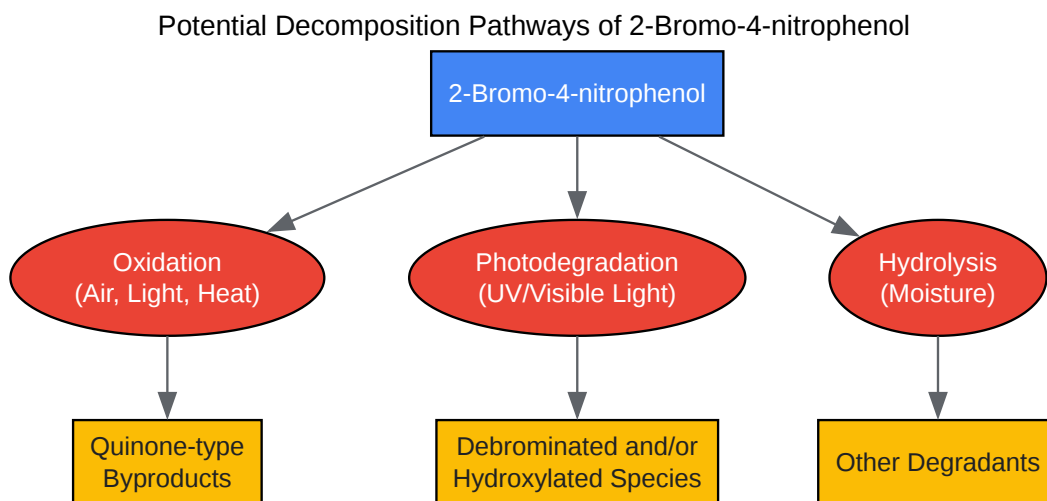 Potential Decomposition Pathways of 2-Bromo-4-nitrophenol
2-Bromo-4-nitrophenol
Oxidation
(Air, Light, Heat)
Photodegradation
(UV/Visible Light)
Hydrolysis
(Moisture)
Quinone-type
Byproducts
Debrominated and/or
Hydroxylated Species
Other Degradants